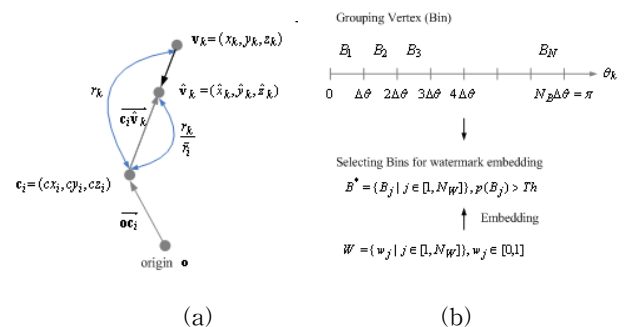 v_k = (x_k, y_k, z_k)
r_k
v̂_k = (x̂_k, ŷ_k, ẑ_k)
c_i v̂_k
r_k / r̄_i
c_i = (cx_i, cy_i, cz_i)
oc_i
origin o
(a)
Grouping Vertex (Bin)
B_1 B_2 B_3 B_N
θ_k
0 Δθ 2Δθ 3Δθ 4Δθ N_BΔθ = π
Selecting Bins for watermark embedding
B* = {B_j | j ∈ [1, N_W]}, p(B_j) > Th
Embedding
W = {w_j | j ∈ [1, N_W]}, w_j ∈ [0,1]
(b)